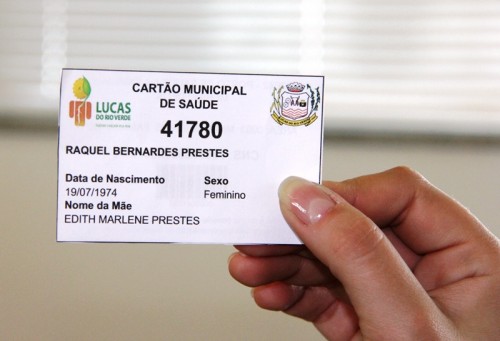 CARTÃO MUNICIPAL
DE SAÚDE
LUCAS
DO RIO VERDE
41780
RAQUEL BERNARDES PRESTES
Data de Nascimento Sexo
19/07/1974 Feminino
Nome da Mãe
EDITH MARLENE PRESTES